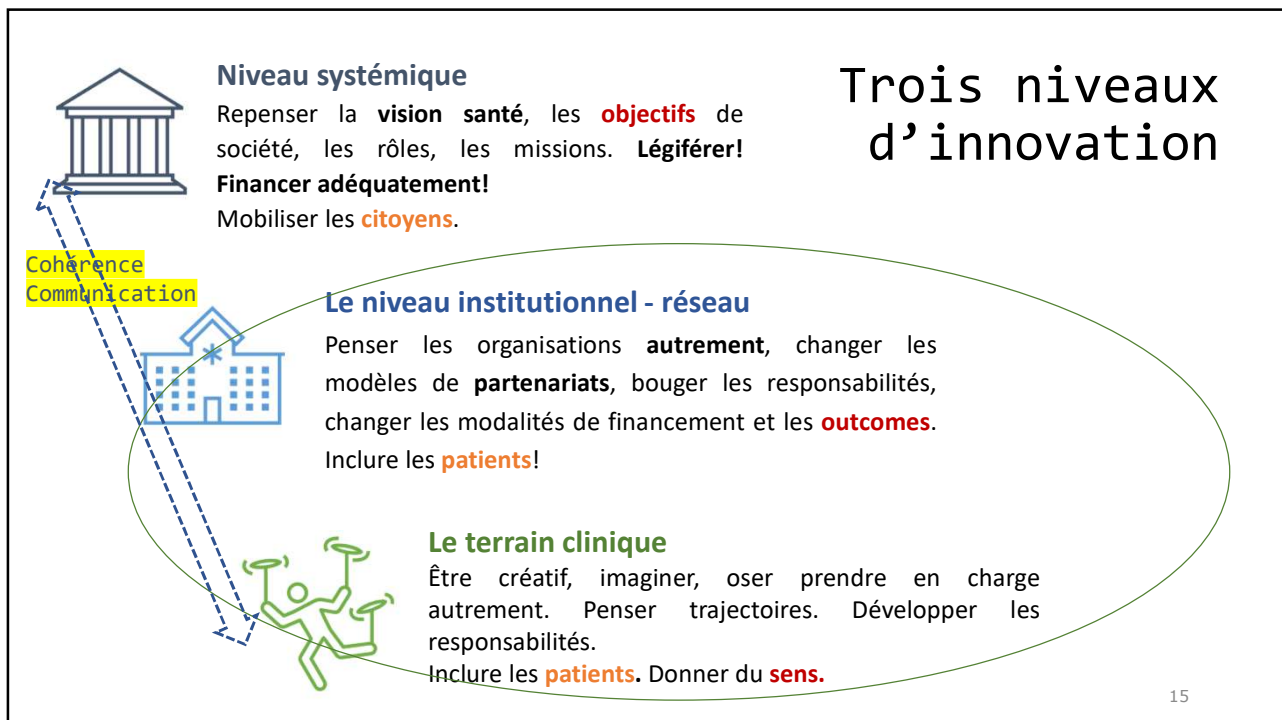 Trois niveaux
d’innovation
Niveau systémique
Repenser la vision santé, les objectifs de
société, les rôles, les missions. Légiférer!
Financer adéquatement!
Mobiliser les citoyens.
Cohérence
Communication
Le niveau institutionnel - réseau
Penser les organisations autrement, changer les
modèles de partenariats, bouger les responsabilités,
changer les modalités de financement et les outcomes.
Inclure les patients!
Le terrain clinique
Être créatif, imaginer, oser prendre en charge
autrement. Penser trajectoires. Développer les
responsabilités.
Inclure les patients. Donner du sens.
15